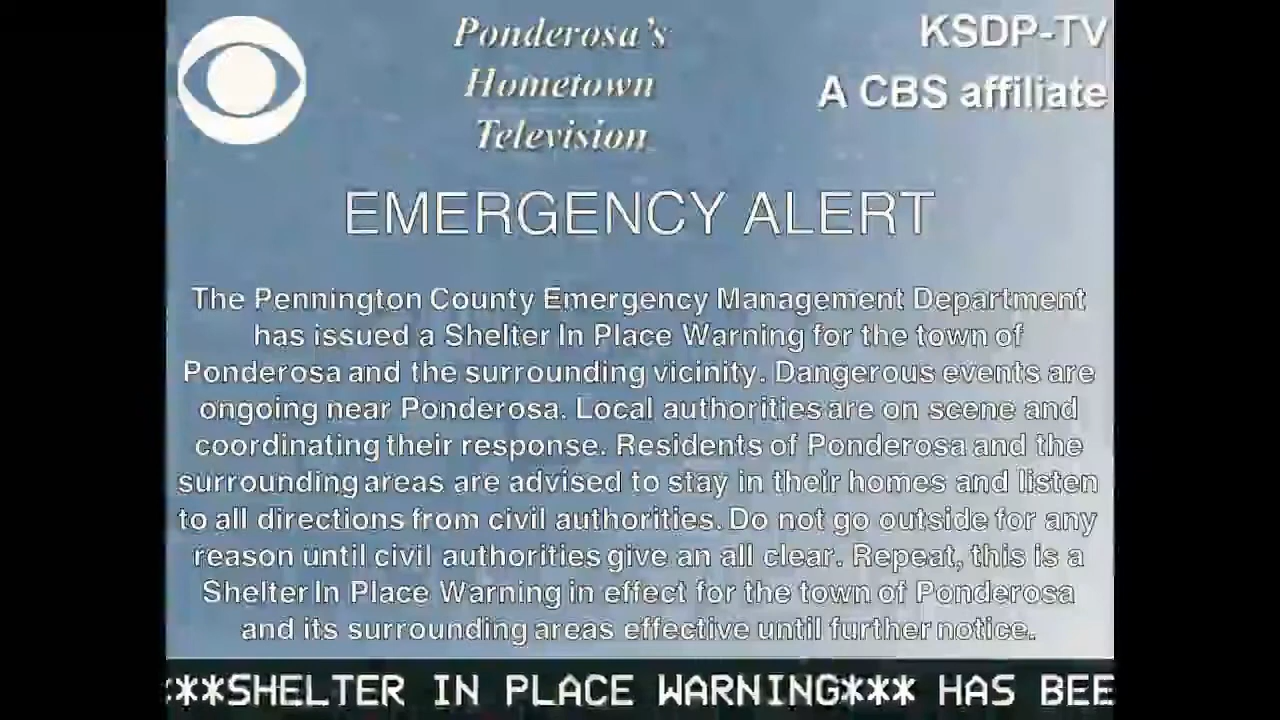 Ponderosa's
Hometown
Television
KSDP-TV
A CBS affiliate
EMERGENCY ALERT
The Pennington County Emergency Management Department
has issued a Shelter In Place Warning for the town of
Ponderosa and the surrounding vicinity. Dangerous events are
ongoing near Ponderosa. Local authorities are on scene and
coordinating their response. Residents of Ponderosa and the
surrounding areas are advised to stay in their homes and listen
to all directions from civil authorities. Do not go outside for any
reason until civil authorities give an all clear. Repeat, this is a
Shelter In Place Warning in effect for the town of Ponderosa
and its surrounding areas effective until further notice.
***SHELTER IN PLACE WARNING*** HAS BEE